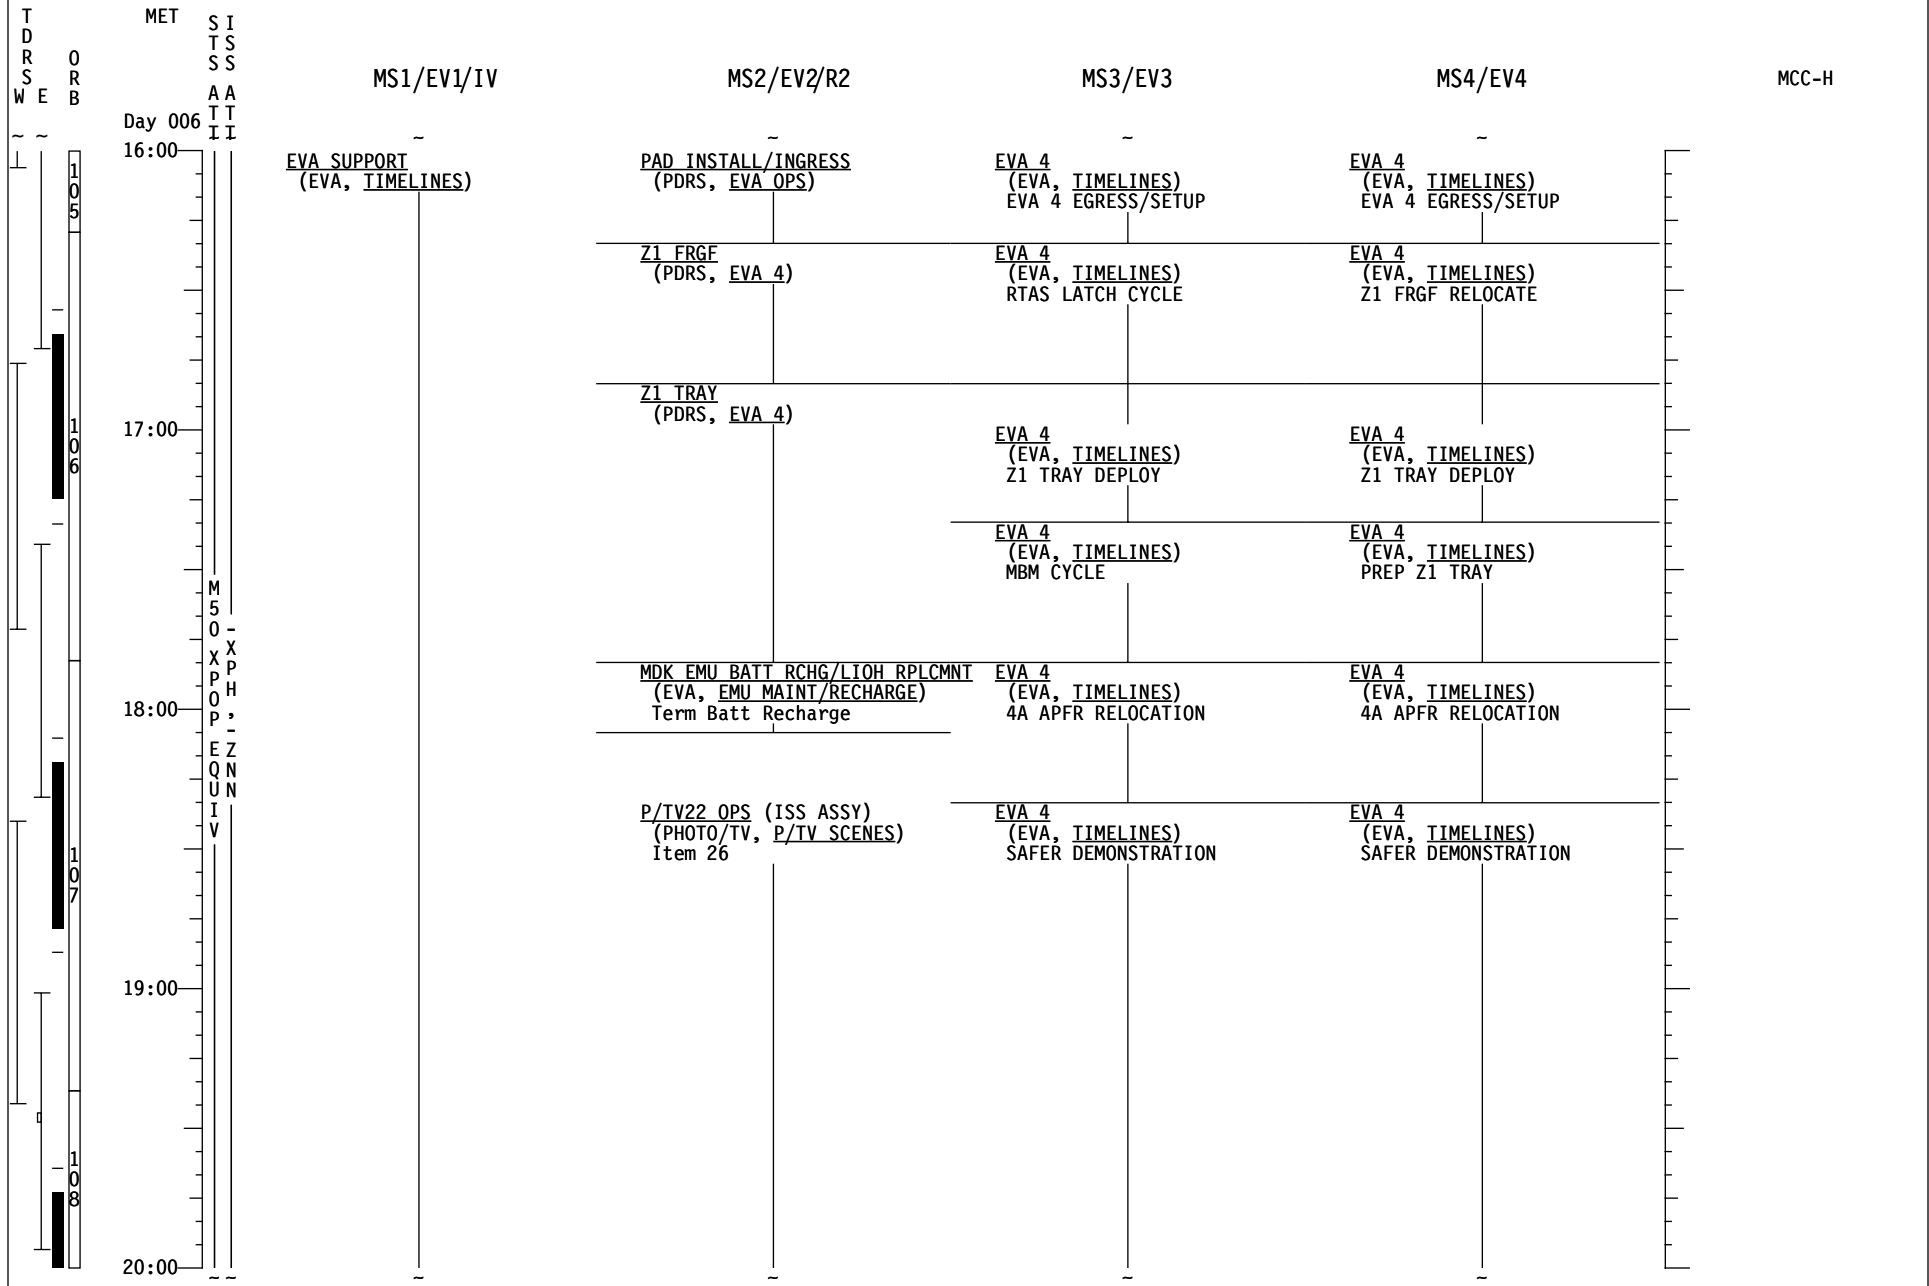 TDRS
W E
ORB
MET
STS ATT
ISS ATT
MS1/EV1/IV
MS2/EV2/R2
MS3/EV3
MS4/EV4
MCC-H
Day 006
~ ~ ~ ~ ~ ~
16:00
105
EVA SUPPORT
(EVA, TIMELINES)
PAD INSTALL/INGRESS
(PDRS, EVA OPS)
EVA 4
(EVA, TIMELINES)
EVA 4 EGRESS/SETUP
EVA 4
(EVA, TIMELINES)
EVA 4 EGRESS/SETUP
Z1 FRGF
(PDRS, EVA 4)
EVA 4
(EVA, TIMELINES)
RTAS LATCH CYCLE
EVA 4
(EVA, TIMELINES)
Z1 FRGF RELOCATE
Z1 TRAY
(PDRS, EVA 4)
17:00
106
EVA 4
(EVA, TIMELINES)
Z1 TRAY DEPLOY
EVA 4
(EVA, TIMELINES)
Z1 TRAY DEPLOY
EVA 4
(EVA, TIMELINES)
MBM CYCLE
EVA 4
(EVA, TIMELINES)
PREP Z1 TRAY
M50 XPOP EQUIV
-XPH,-ZNN
MDK EMU BATT RCHG/LIOH RPLCMNT
(EVA, EMU MAINT/RECHARGE)
Term Batt Recharge
EVA 4
(EVA, TIMELINES)
4A APFR RELOCATION
EVA 4
(EVA, TIMELINES)
4A APFR RELOCATION
18:00
107
P/TV22 OPS (ISS ASSY)
(PHOTO/TV, P/TV SCENES)
Item 26
EVA 4
(EVA, TIMELINES)
SAFER DEMONSTRATION
EVA 4
(EVA, TIMELINES)
SAFER DEMONSTRATION
19:00
108
20:00
~ ~ ~ ~ ~ ~